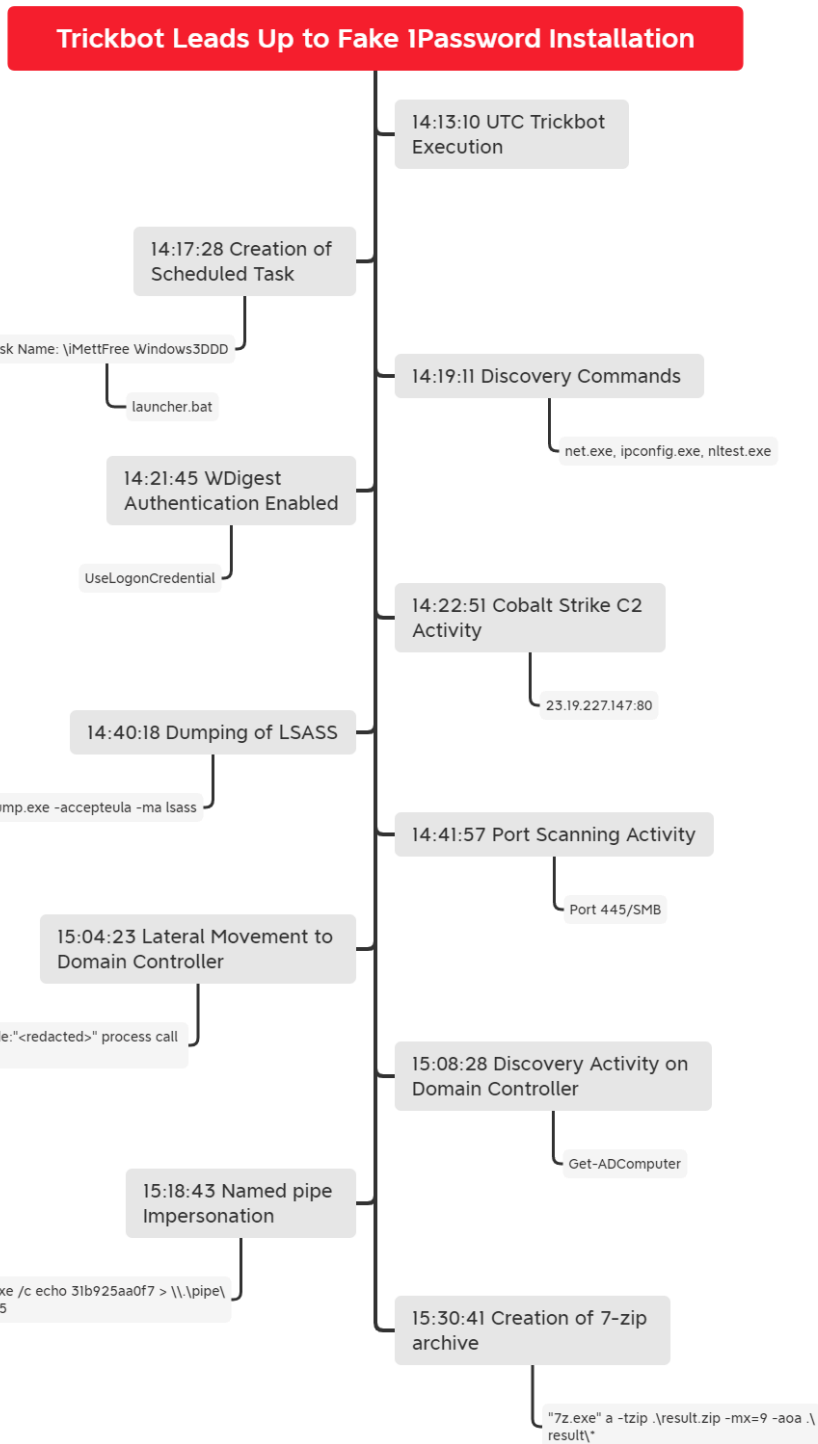 Trickbot Leads Up to Fake 1Password Installation
14:13:10 UTC Trickbot
Execution
14:17:28 Creation of
Scheduled Task
Name: \iMettFree Windows3DDD
launcher.bat
14:19:11 Discovery Commands
net.exe, ipconfig.exe, nltest.exe
14:21:45 WDigest
Authentication Enabled
UseLogonCredential
14:22:51 Cobalt Strike C2
Activity
23.19.227.147:80
14:40:18 Dumping of LSASS
-accepteula -ma lsass
14:41:57 Port Scanning Activity
Port 445/SMB
15:04:23 Lateral Movement to
Domain Controller
"<redacted>" process call
15:08:28 Discovery Activity on
Domain Controller
Get-ADComputer
15:18:43 Named pipe
Impersonation
/c echo 31b925aa0f7 > \\.\pipe\
5
15:30:41 Creation of 7-zip
archive
"7z.exe" a -tzip .\result.zip -mx=9 -aoa .\
result\*